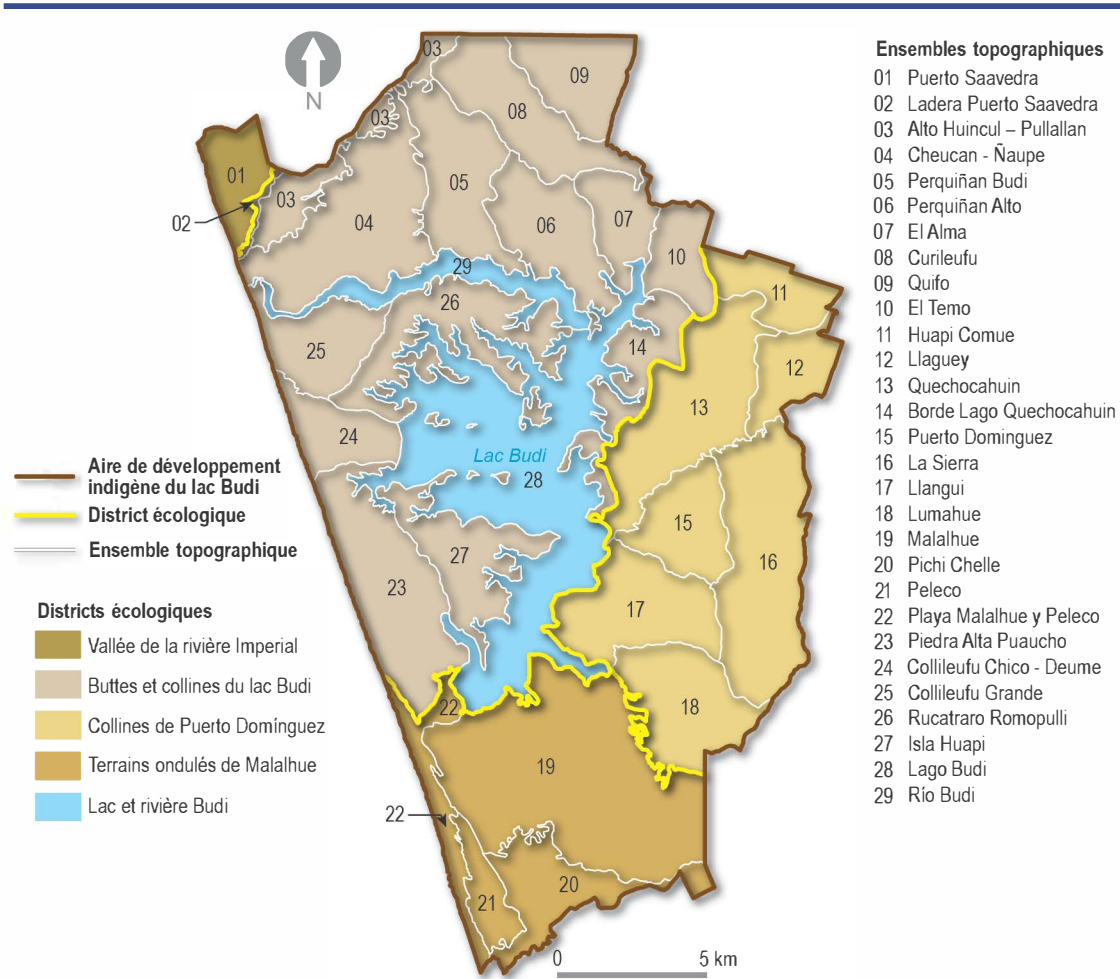 N
03
09
08
03
01
03
02
04
05
06
07
10
29
26
11
25
14
12
13
24
Lac Budi
28
15
16
27
23
17
22
18
19
22
20
21
0 5 km
Aire de développement
indigène du lac Budi
District écologique
Ensemble topographique
Districts écologiques
Vallée de la rivière Imperial
Buttes et collines du lac Budi
Collines de Puerto Domínguez
Terrains ondulés de Malalhue
Lac et rivière Budi
Ensembles topographiques
01 Puerto Saavedra
02 Ladera Puerto Saavedra
03 Alto Huincul – Pullallan
04 Cheucan - Ñaupe
05 Perquiñan Budi
06 Perquiñan Alto
07 El Alma
08 Curileufu
09 Quifo
10 El Temo
11 Huapi Comue
12 Llaguey
13 Quechocahuin
14 Borde Lago Quechocahuin
15 Puerto Dominguez
16 La Sierra
17 Llangui
18 Lumahue
19 Malalhue
20 Pichi Chelle
21 Peleco
22 Playa Malalhue y Peleco
23 Piedra Alta Puaucho
24 Collileufu Chico - Deume
25 Collileufu Grande
26 Rucatraro Romopulli
27 Isla Huapi
28 Lago Budi
29 Río Budi